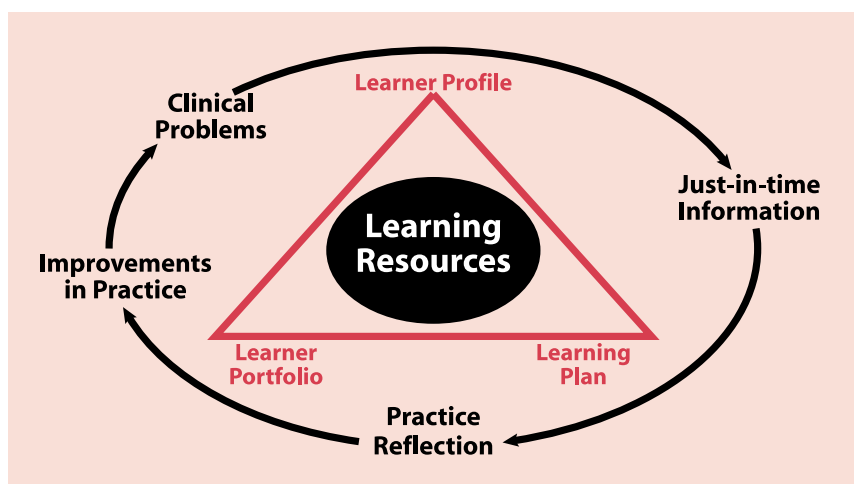 Learner Profile
Clinical
Problems
Just-in-time
Information
Learning
Resources
Improvements
in Practice
Learner
Portfolio
Learning
Plan
Practice
Reflection